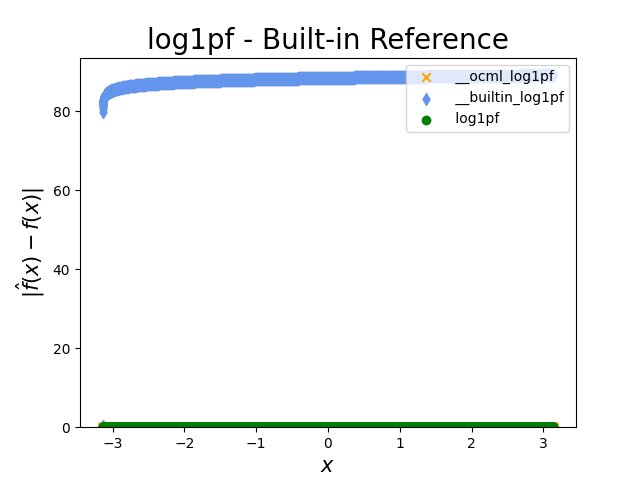 log1pf - Built-in Reference
|f̂(x) − f(x)|
80
60
40
20
0
__ocml_log1pf
__builtin_log1pf
log1pf
−3
−2
−1
0
1
2
3
x